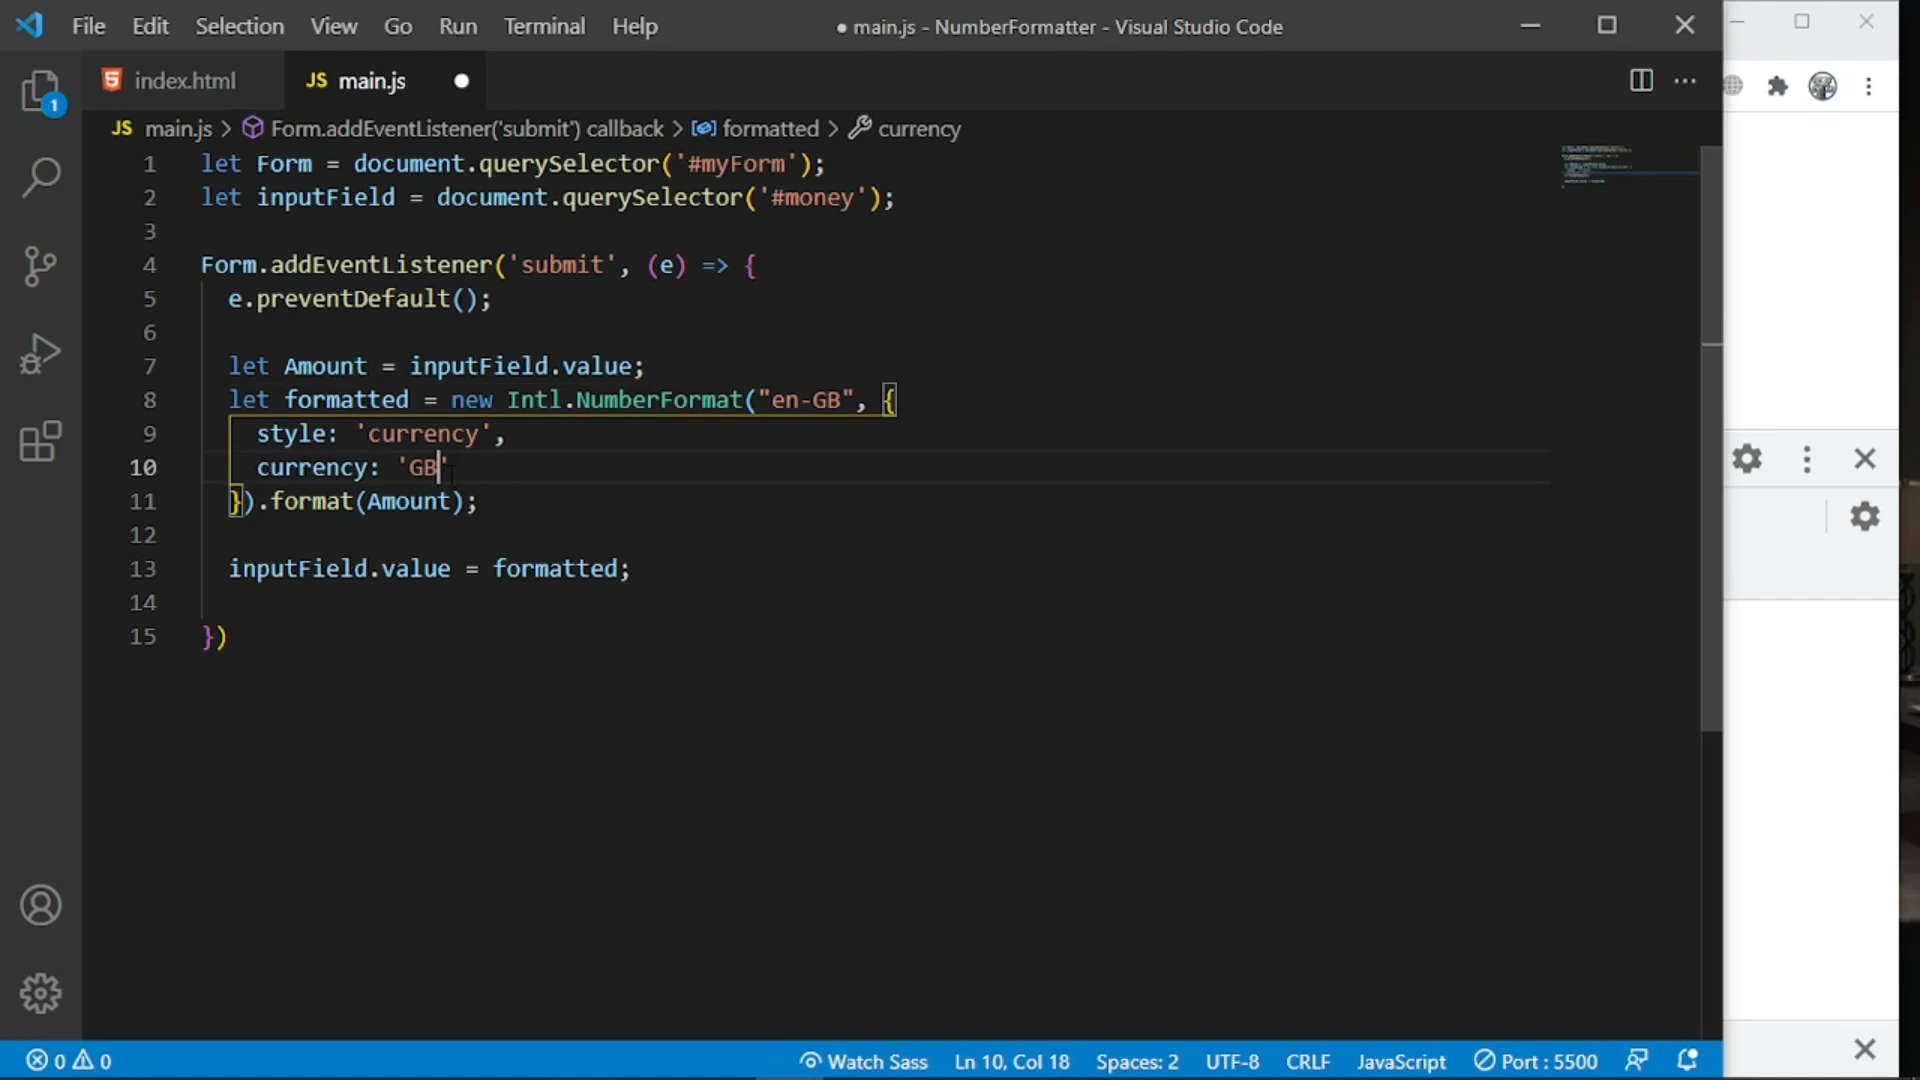 File Edit Selection View Go Run Terminal Help ● main.js - NumberFormatter - Visual Studio Code
index.html JS main.js ●
JS main.js > Form.addEventListener('submit') callback > formatted > currency
1 let Form = document.querySelector('#myForm');
2 let inputField = document.querySelector('#money');
3
4 Form.addEventListener('submit', (e) => {
5 e.preventDefault();
6
7 let Amount = inputField.value;
8 let formatted = new Intl.NumberFormat("en-GB", {
9 style: 'currency',
10 currency: 'GB'
11 }).format(Amount);
12
13 inputField.value = formatted;
14
15 })
1
0 0 Watch Sass Ln 10, Col 18 Spaces: 2 UTF-8 CRLF JavaScript Port : 5500